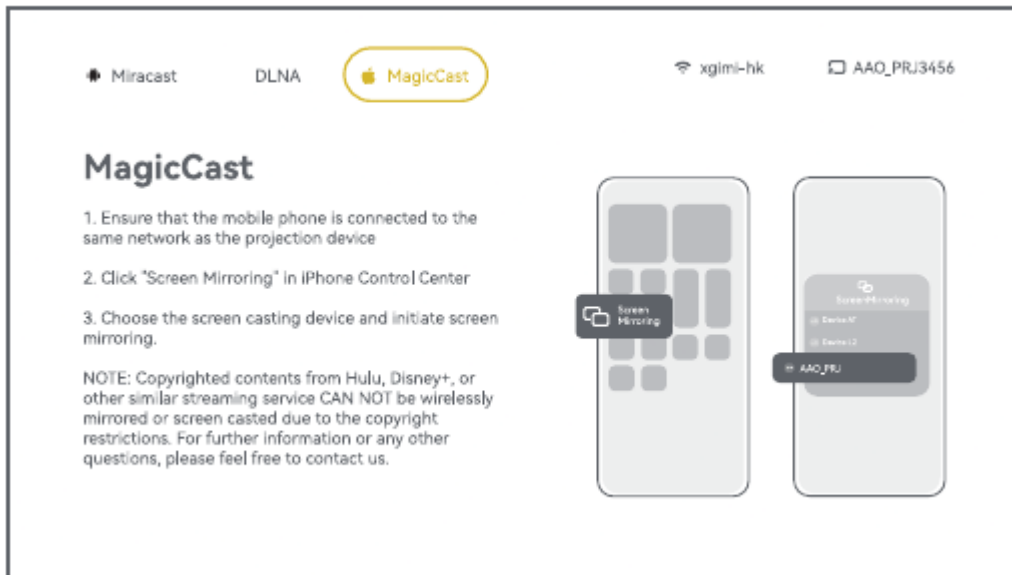 Miracast
DLNA
MagicCast
xgimi-hk
AAO_PRJ3456
MagicCast
1. Ensure that the mobile phone is connected to the
same network as the projection device
2. Click "Screen Mirroring" in iPhone Control Center
3. Choose the screen casting device and initiate screen
mirroring.
NOTE: Copyrighted contents from Hulu, Disney+, or
other similar streaming service CAN NOT be wirelessly
mirrored or screen casted due to the copyright
restrictions. For further information or any other
questions, please feel free to contact us.
Screen
Mirroring
ScreenMirroring
Device
Device
AAO_PRJ